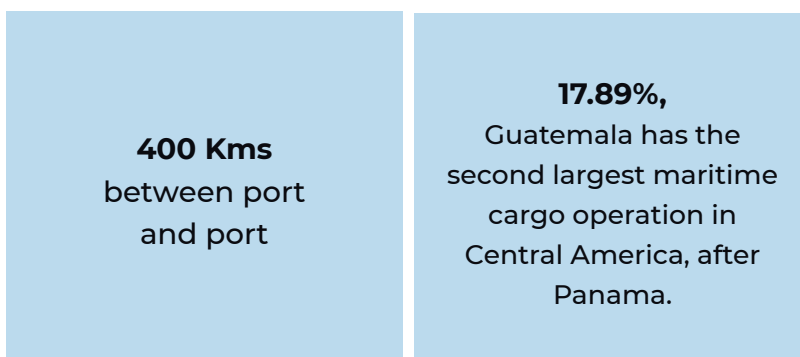 400 Kms
between port
and port
17.89%,
Guatemala has the
second largest maritime
cargo operation in
Central America, after
Panama.